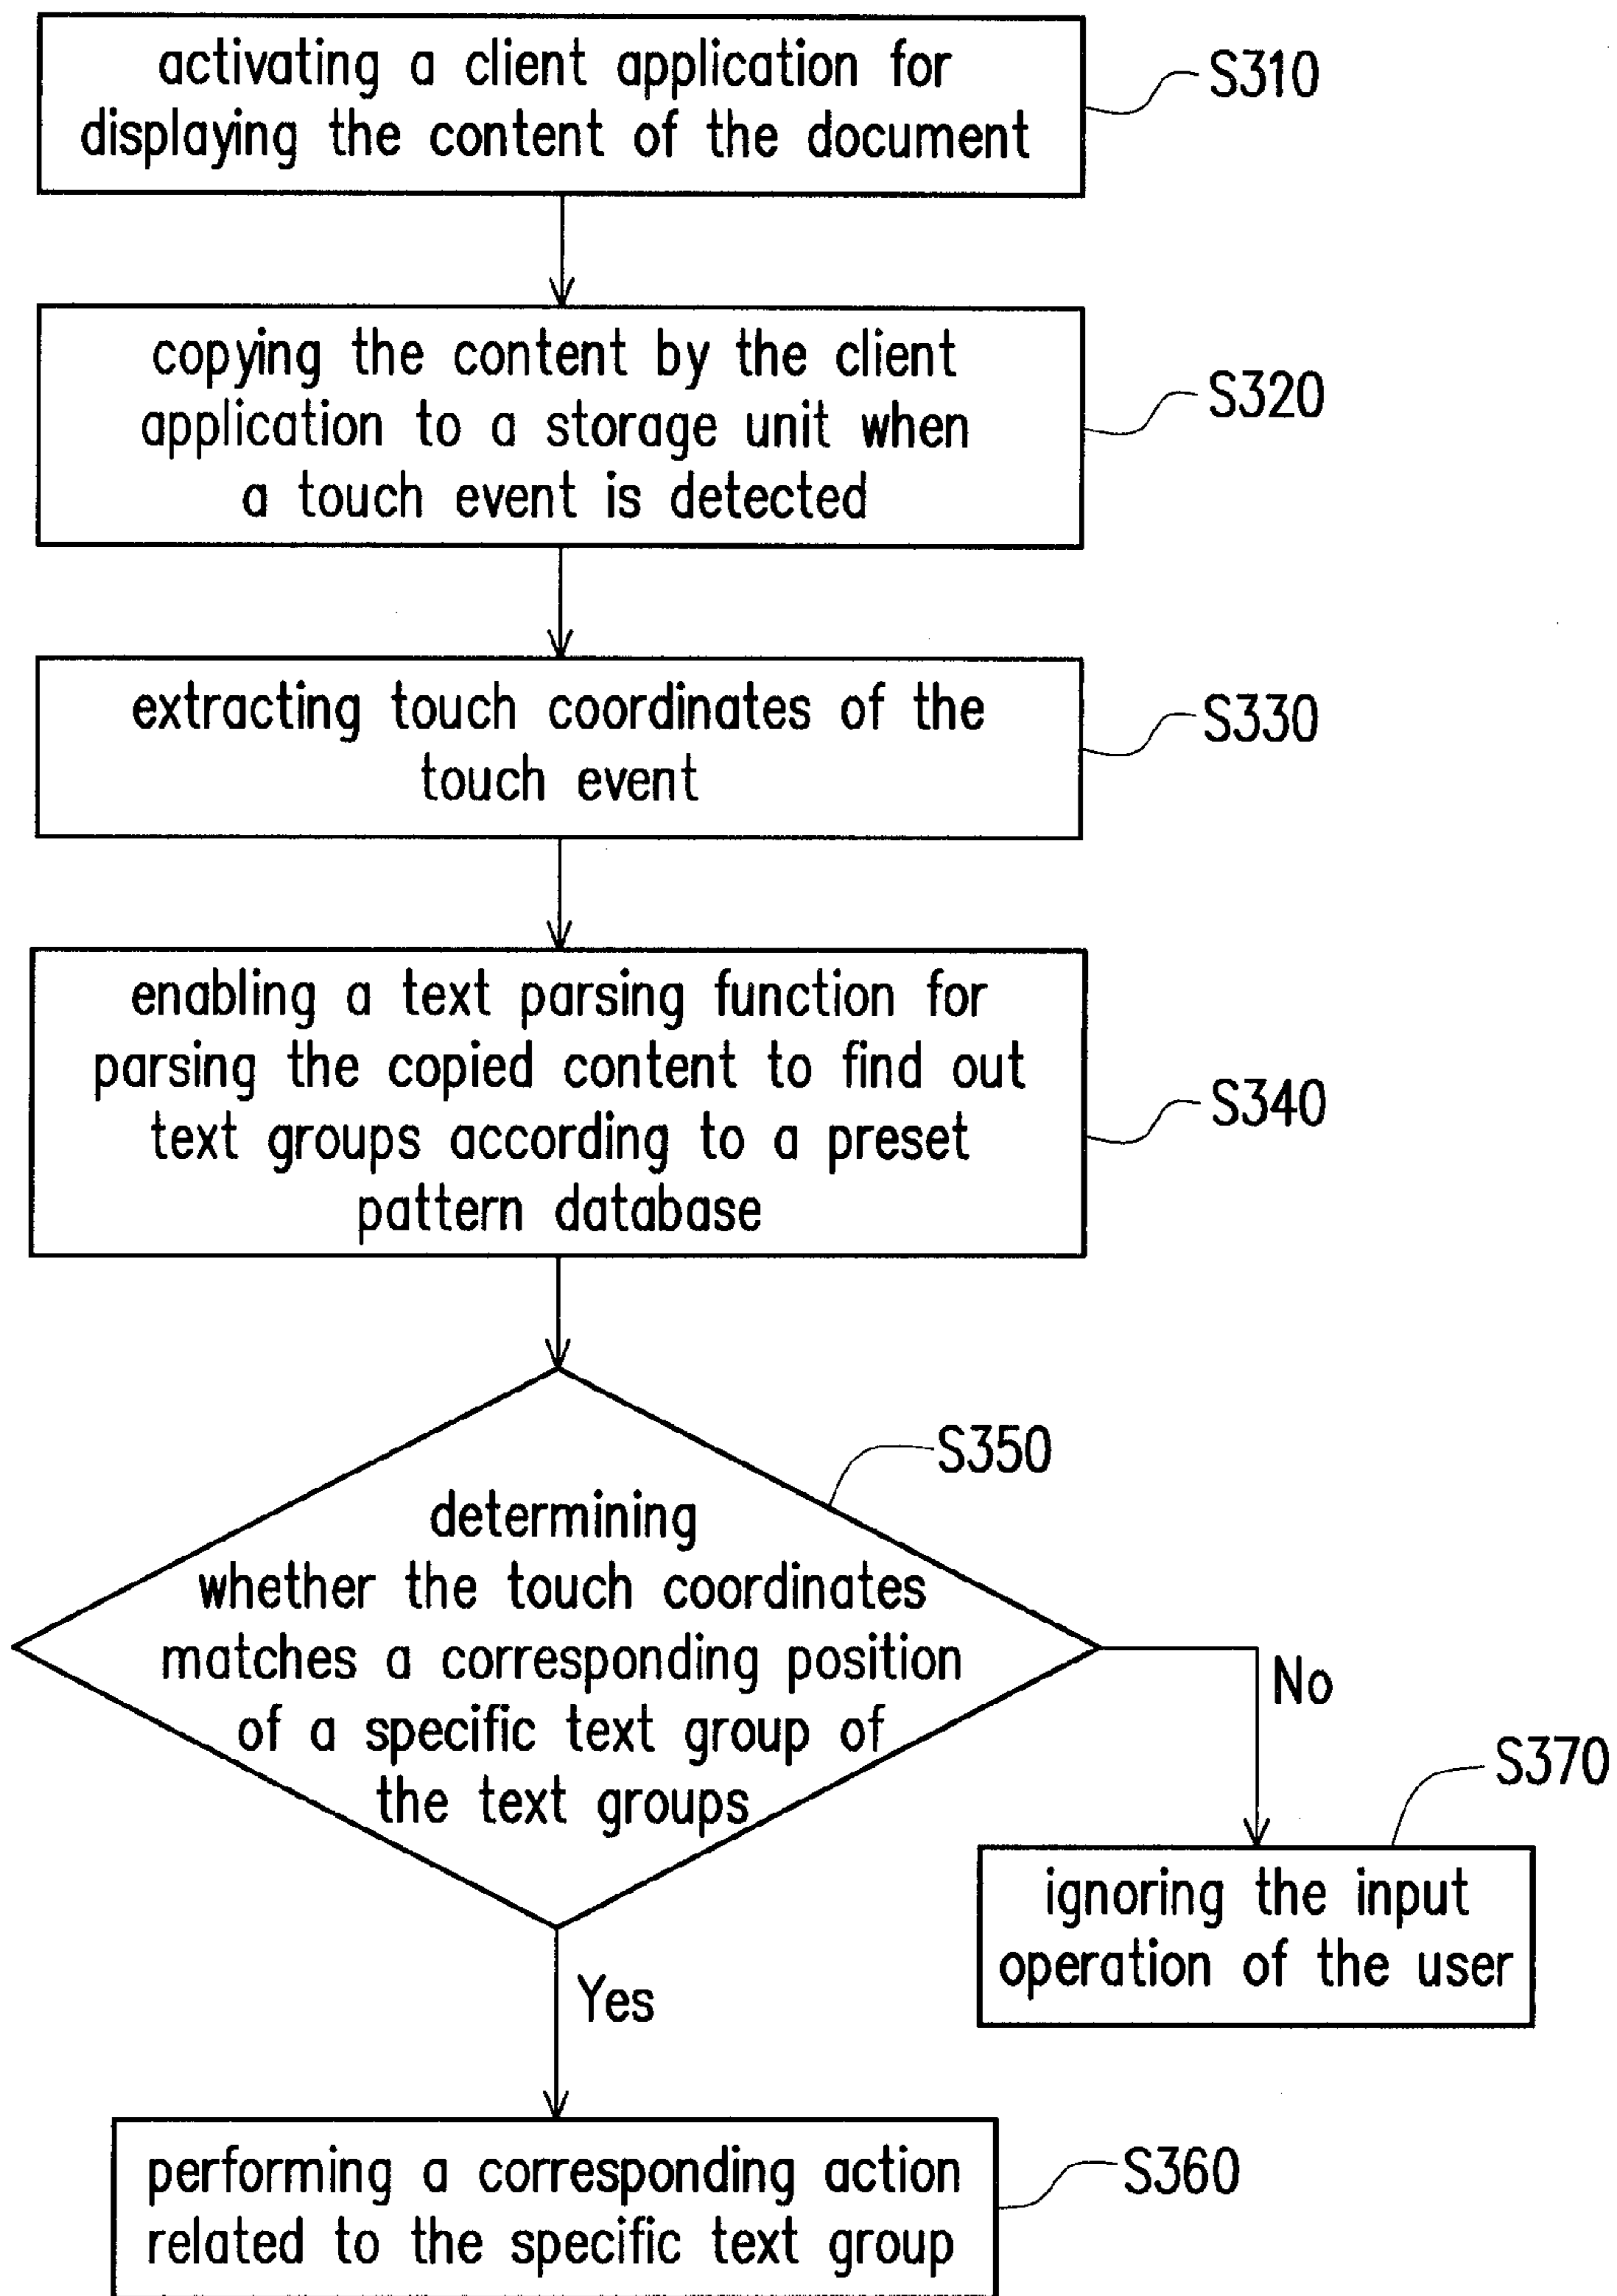 activating a client application for
displaying the content of the document
S310
copying the content by the client
application to a storage unit when
a touch event is detected
S320
extracting touch coordinates of the
touch event
S330
enabling a text parsing function for
parsing the copied content to find out
text groups according to a preset
pattern database
S340
S350
determining
whether the touch coordinates
matches a corresponding position
of a specific text group of
the text groups
No
S370
ignoring the input
operation of the user
Yes
performing a corresponding action
related to the specific text group
S360